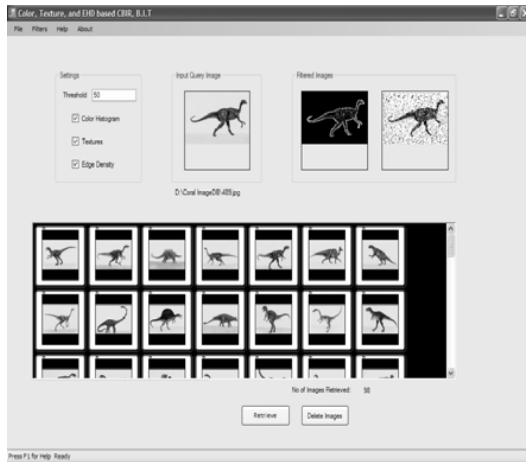 Color, Texture, and EHD based CBIR, B.I.T
File Filters Help About
Settings
Threshold 50
Color Histogram
Textures
Edge Density
Input Query Image
D:\Coral ImageDB\485.jpg
Filtered Images
No of Images Retrieved: 98
Retrieve Delete Images
Press F1 for Help Ready